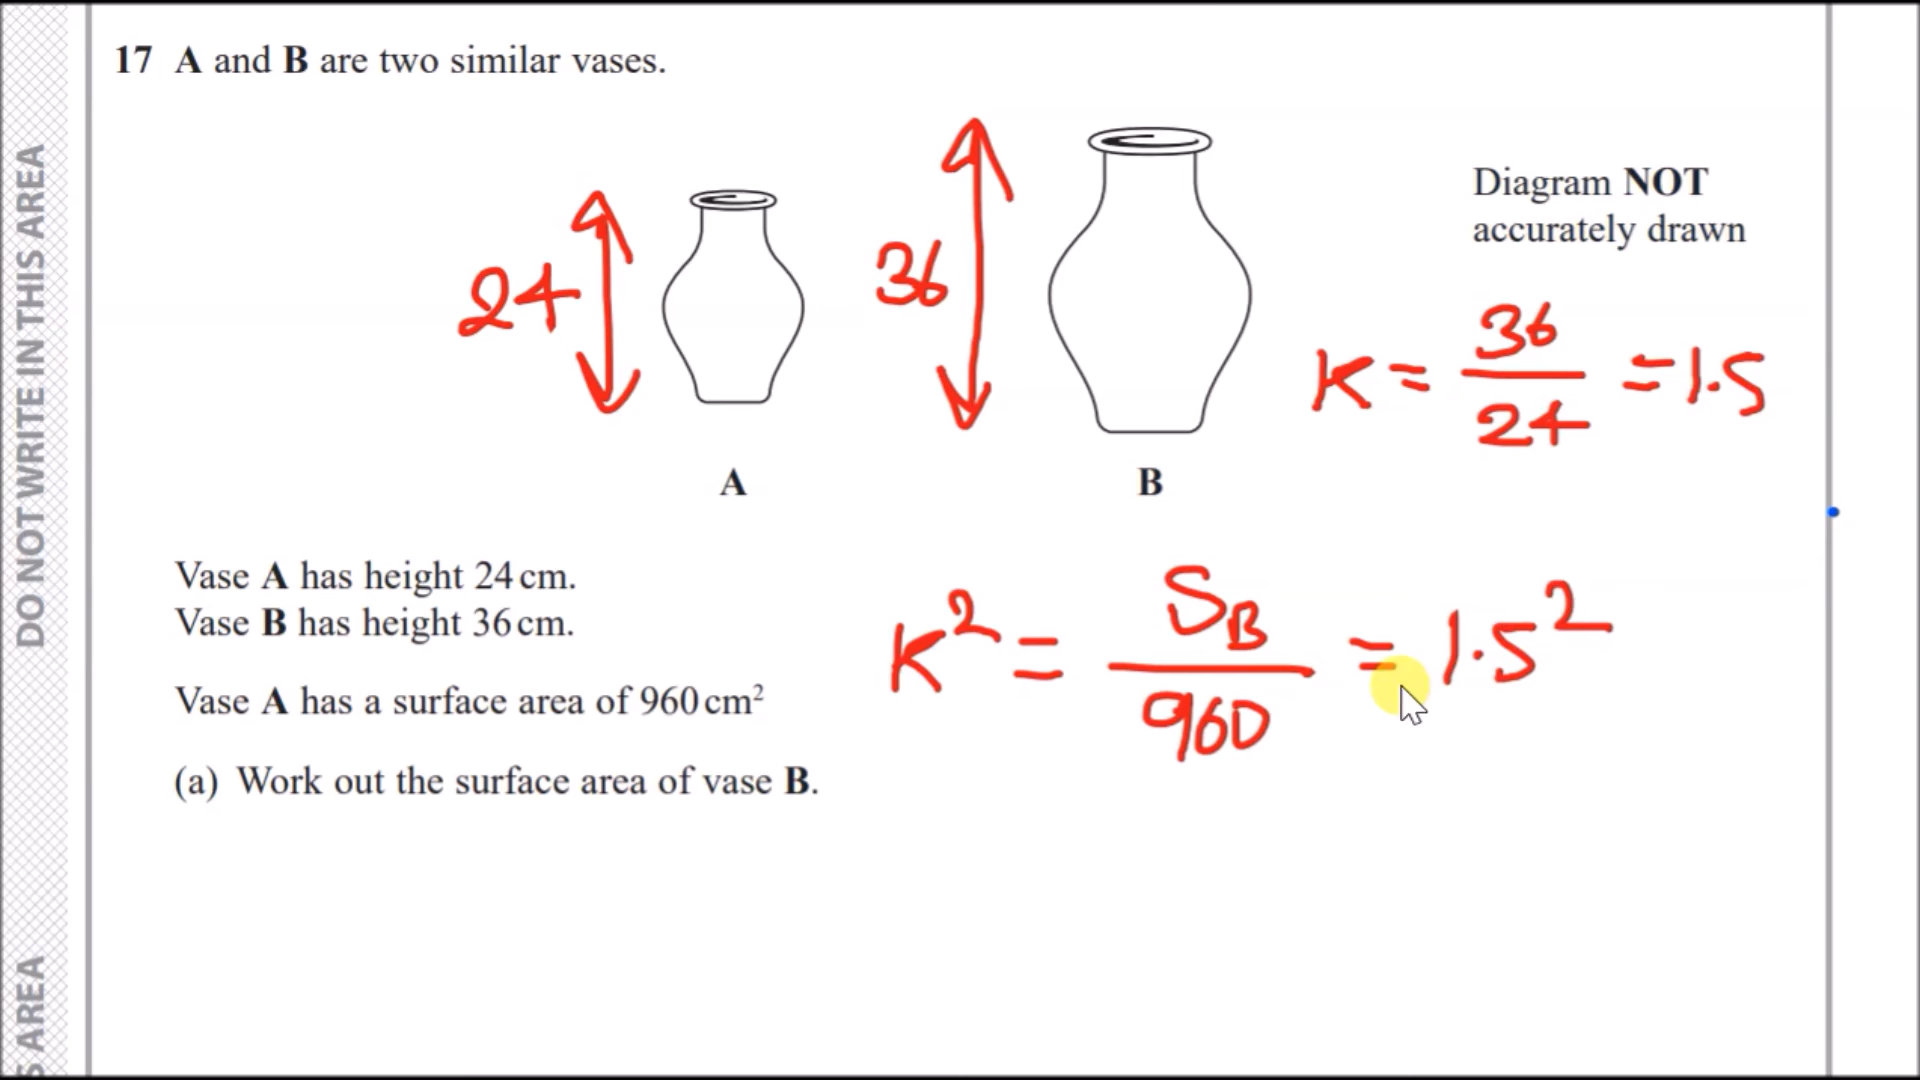 DO NOT WRITE IN THIS AREA
S AREA
17 A and B are two similar vases.
24
36
Diagram NOT
accurately drawn
K = 36/24 = 1.5
A
B
Vase A has height 24 cm.
Vase B has height 36 cm.
K² = S_B/960 = 1.5²
Vase A has a surface area of 960 cm²
(a) Work out the surface area of vase B.